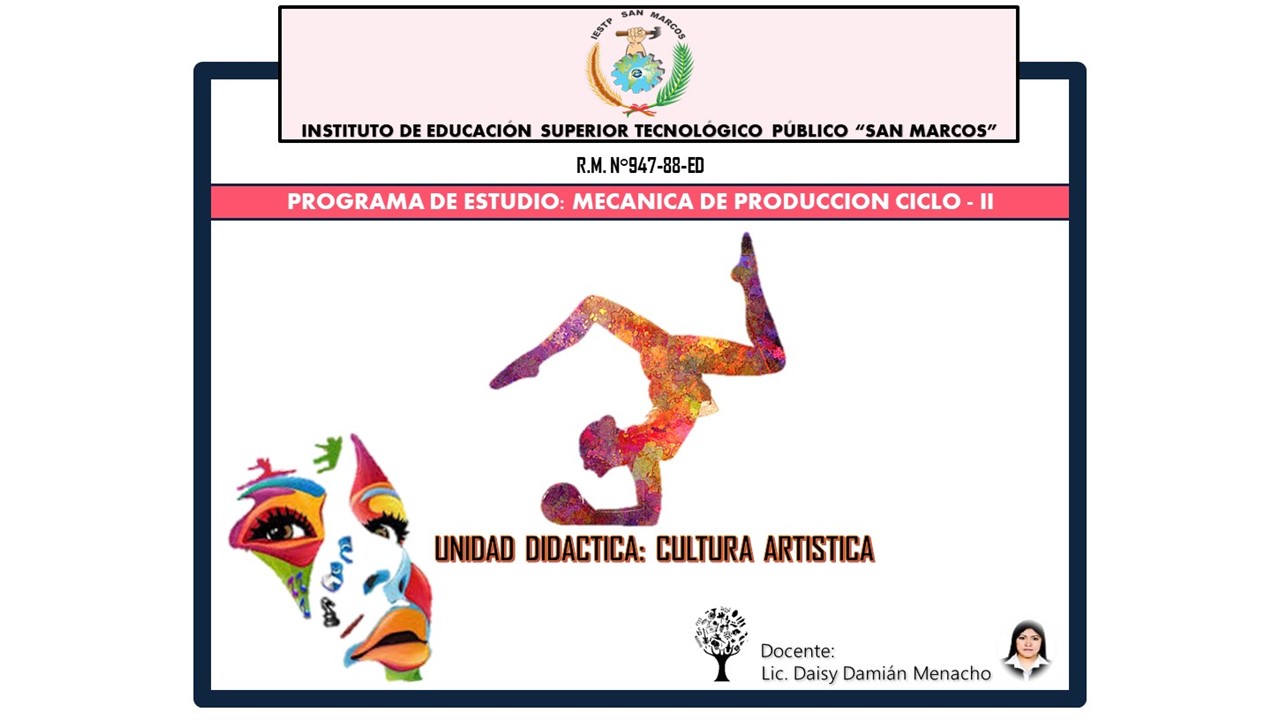 IESTP SAN MARCOS
INSTITUTO DE EDUCACIÓN SUPERIOR TECNOLÓGICO PÚBLICO “SAN MARCOS”
R.M. N°947-88-ED
PROGRAMA DE ESTUDIO: MECANICA DE PRODUCCION CICLO - II
UNIDAD DIDACTICA: CULTURA ARTISTICA
Docente:
Lic. Daisy Damián Menacho